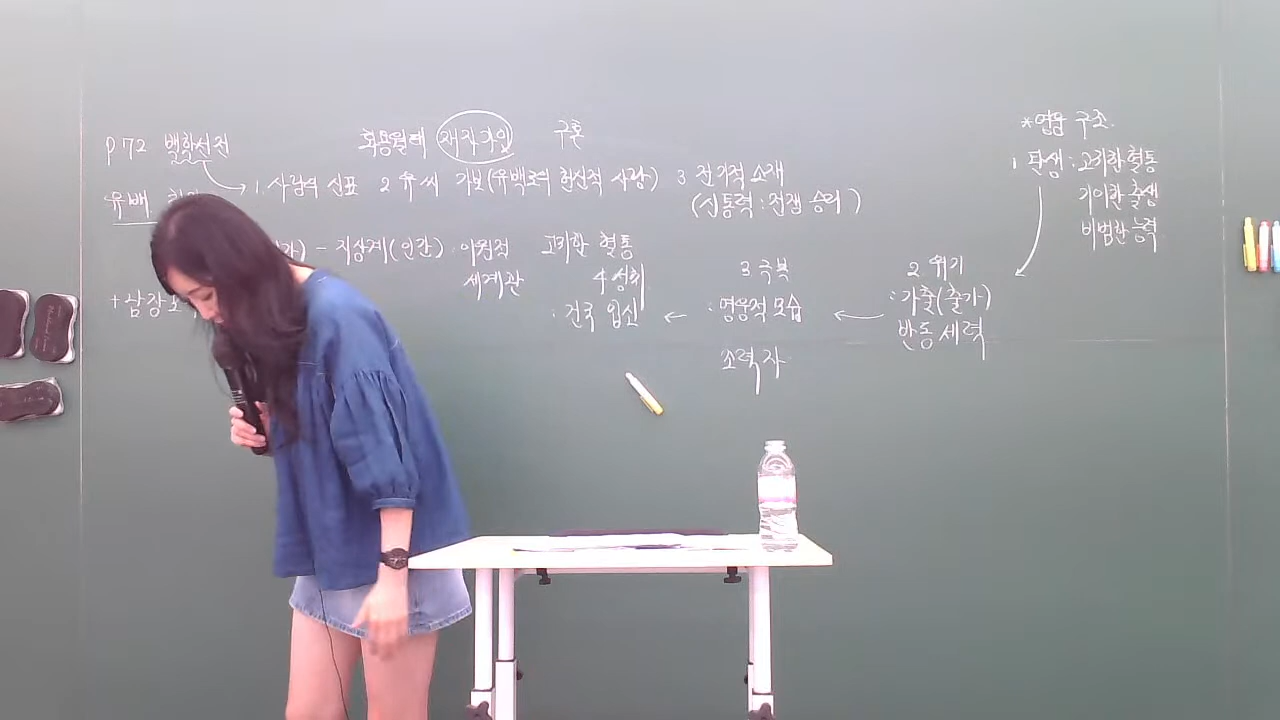 p.72 백학선전
화용월태 재자가인 구혼
1. 사랑의 신표 2 유씨 가보(유백로의 헌신적 사랑) 3 전기적 소재
(신통력 : 전쟁 승리)
유백
- 지상계(인간) : 이원적 세계관
고귀한 혈통
4 성취
: 건국 입신
3 극복
: 영웅적 모습
조력자
2 위기
: 가출(출가)
반동 세력
*영웅 구조.
1 탄생 : 고귀한 혈통
기이한 출생
비범한 능력